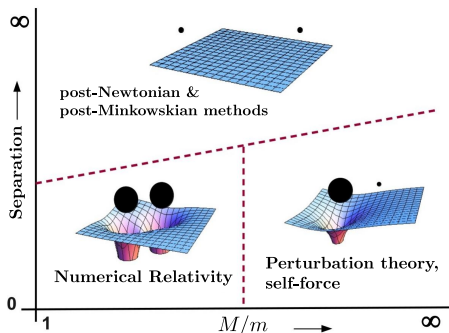 ∞
post-Newtonian &
post-Minkowskian methods
Separation
Numerical Relativity
Perturbation theory,
self-force
0
1
M/m
∞